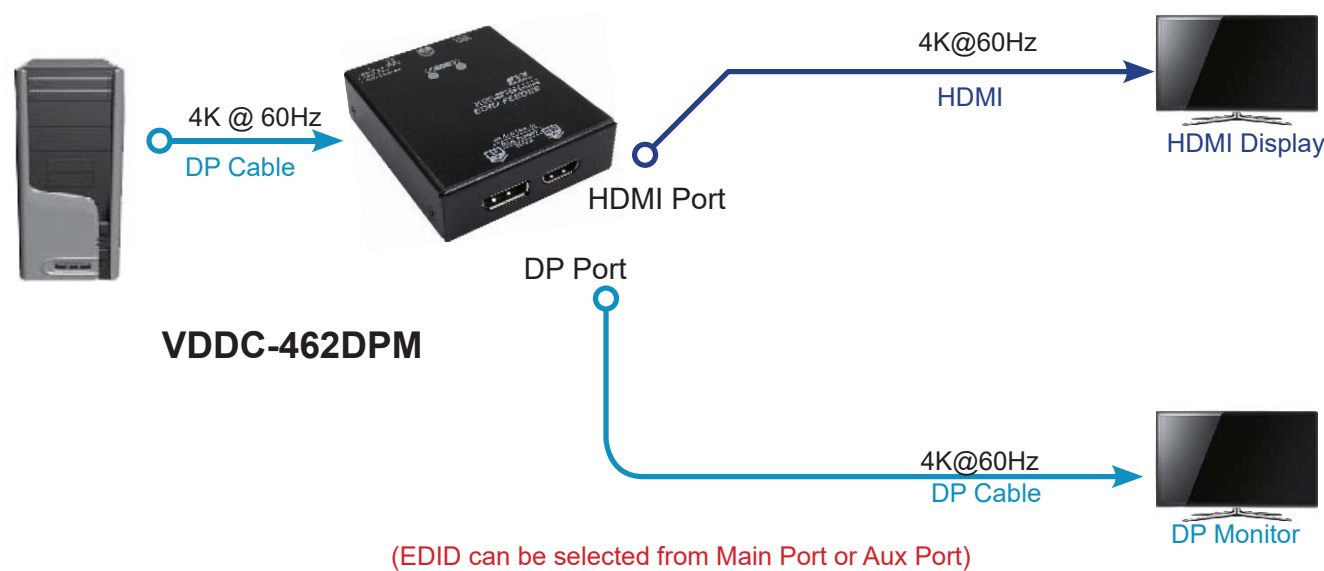 4K@60Hz
4K @ 60Hz
HDMI
DP Cable
HDMI Display
HDMI Port
DP Port
VDDC-462DPM
4K@60Hz
DP Cable
DP Monitor
(EDID can be selected from Main Port or Aux Port)